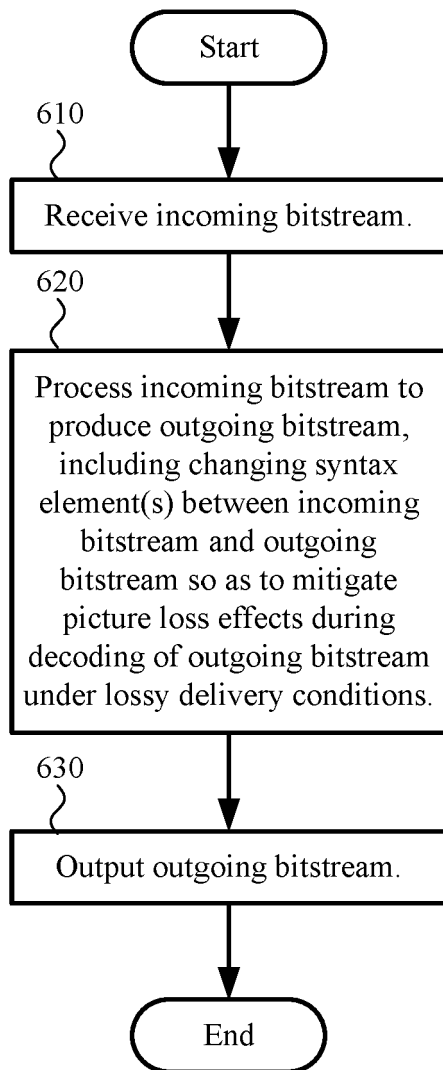 Start
610
Receive incoming bitstream.
620
Process incoming bitstream to
produce outgoing bitstream,
including changing syntax
element(s) between incoming
bitstream and outgoing
bitstream so as to mitigate
picture loss effects during
decoding of outgoing bitstream
under lossy delivery conditions.
630
Output outgoing bitstream.
End